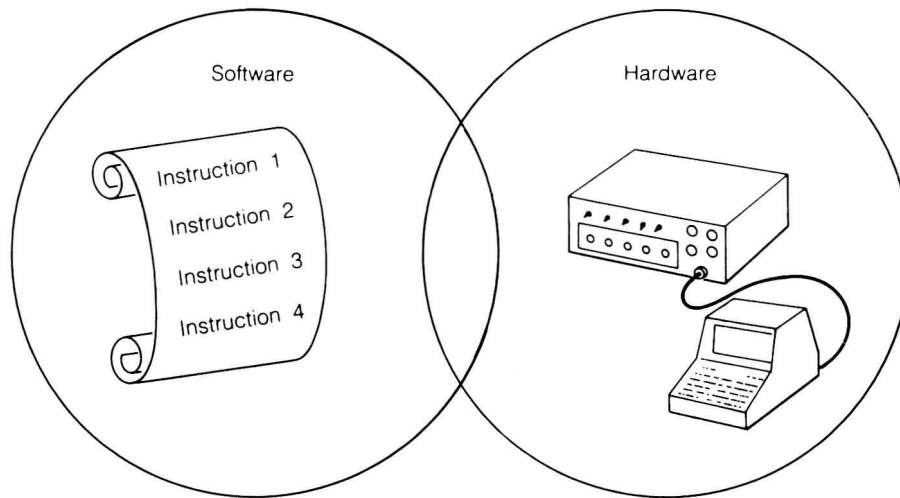 Software
Instruction 1
Instruction 2
Instruction 3
Instruction 4
Hardware